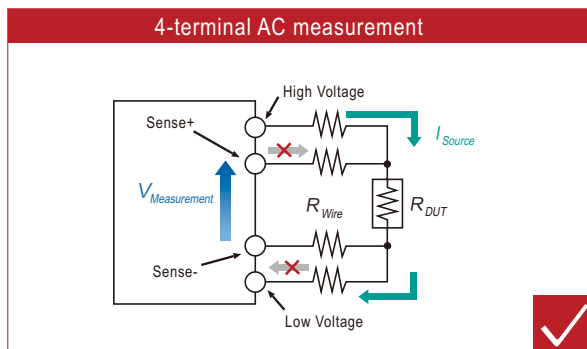 4-terminal AC measurement
High Voltage
Sense+
I Source
V Measurement
R Wire
R DUT
Sense-
Low Voltage